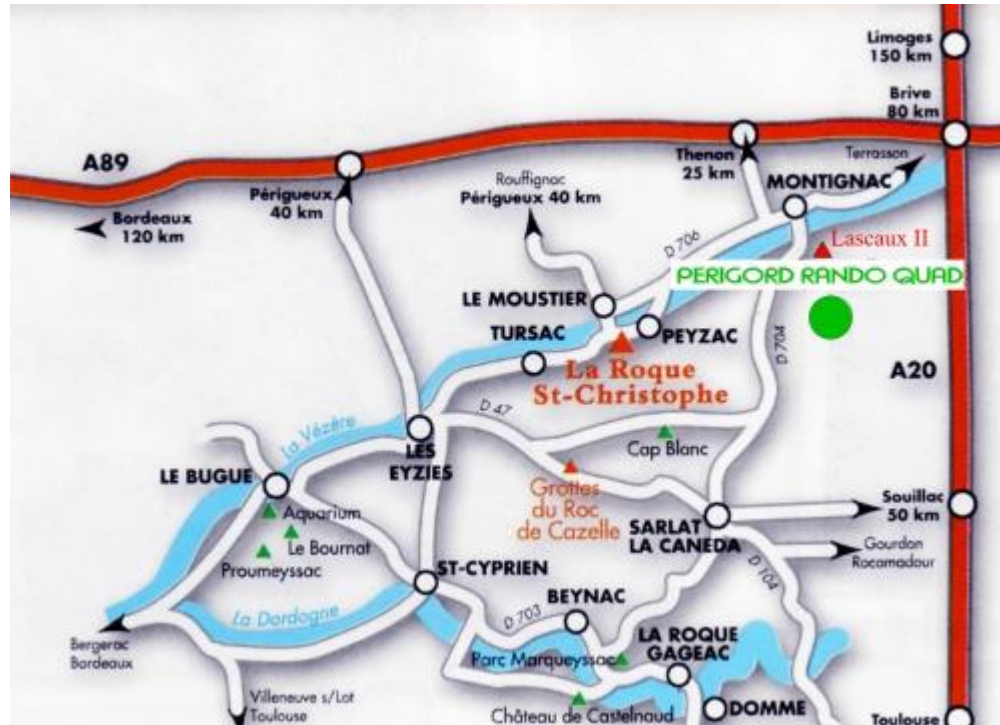 Limoges
150 km
Brive
80 km
A89
Thenon
25 km
Terrasson
Rouffignac
Périgueux 40 km
MONTIGNAC
Périgueux
40 km
Bordeaux
120 km
D 706
Lascaux II
PERIGORD RANDO QUAD
LE MOUSTIER
TURSAC
PEYZAC
D 704
La Roque
St-Christophe
A20
D 47
La Vézère
Cap Blanc
LES
EYZIES
LE BUGUE
Grottes
du Roc
de Cazelle
Aquarium
Le Bournat
Proumeyssac
SARLAT
LA CANEDA
Souillac
50 km
Gourdon
Rocamadour
ST-CYPRIEN
D 104
BEYNAC
La Dordogne
D 703
LA ROQUE
GAGEAC
Bergerac
Bordeaux
Parc Marqueyssac
Villeneuve s/Lot
Toulouse
Château de Castelnaud
DOMME
Toulouse